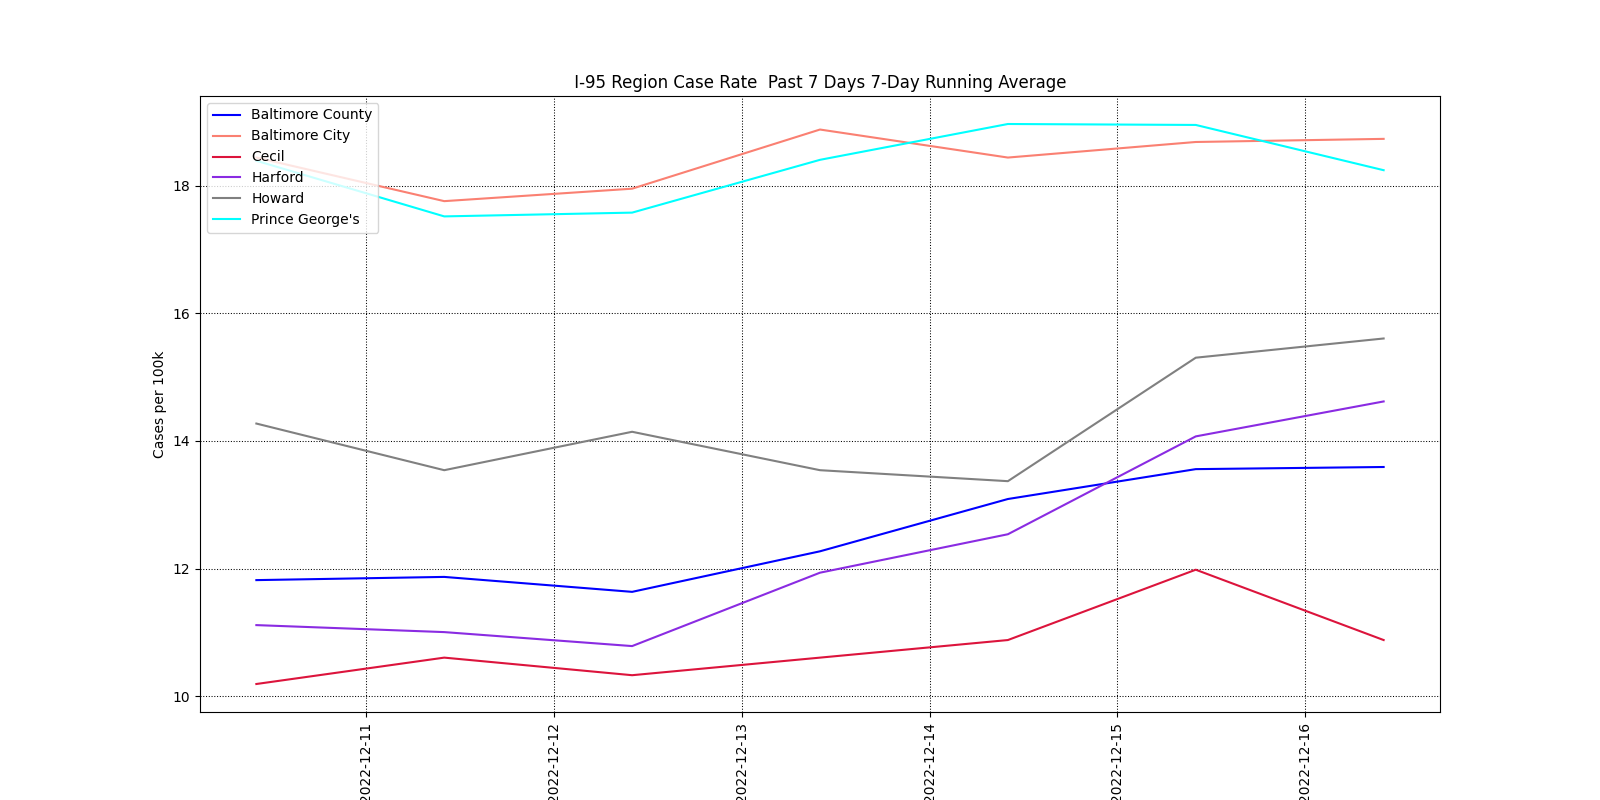 I-95 Region Case Rate  Past 7 Days 7-Day Running Average
Baltimore County
Baltimore City
Cecil
Harford
Howard
Prince George's
Cases per 100k
18
16
14
12
10
2022-12-11
2022-12-12
2022-12-13
2022-12-14
2022-12-15
2022-12-16